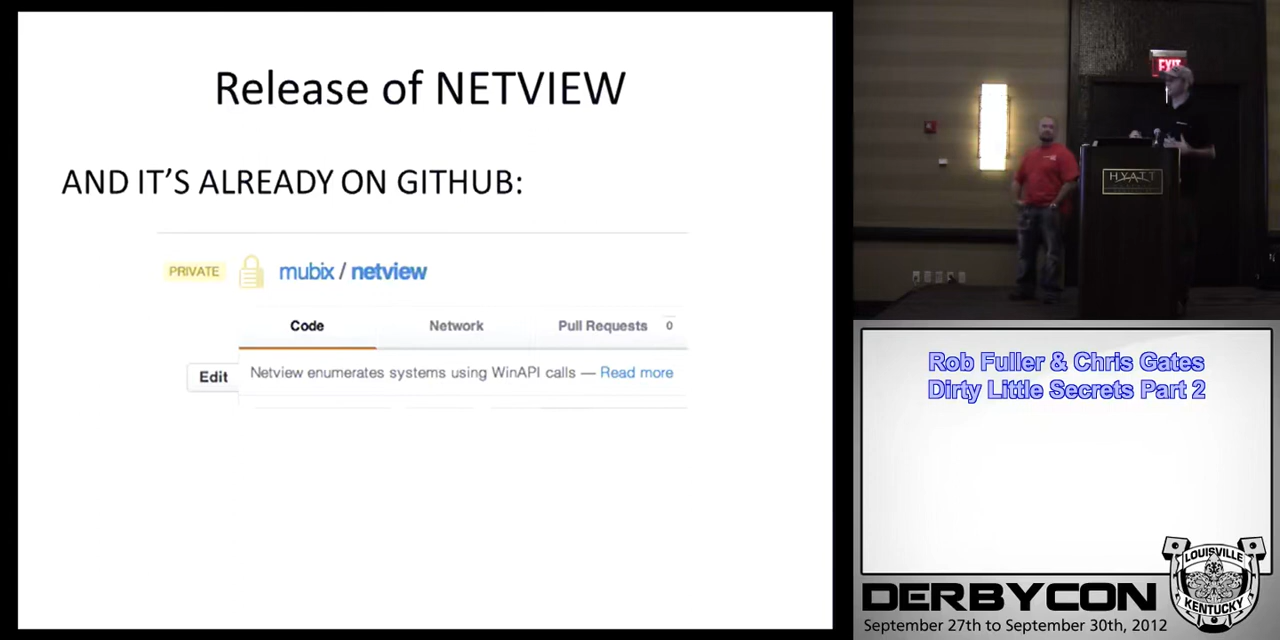 Release of NETVIEW
AND IT'S ALREADY ON GITHUB:
PRIVATE mubix / netview
Code Network Pull Requests 0
Edit Netview enumerates systems using WinAPI calls — Read more
EXIT
HYATT
Rob Fuller & Chris Gates
Dirty Little Secrets Part 2
LOUISVILLE
KENTUCKY
DERBYCON
September 27th to September 30th, 2012